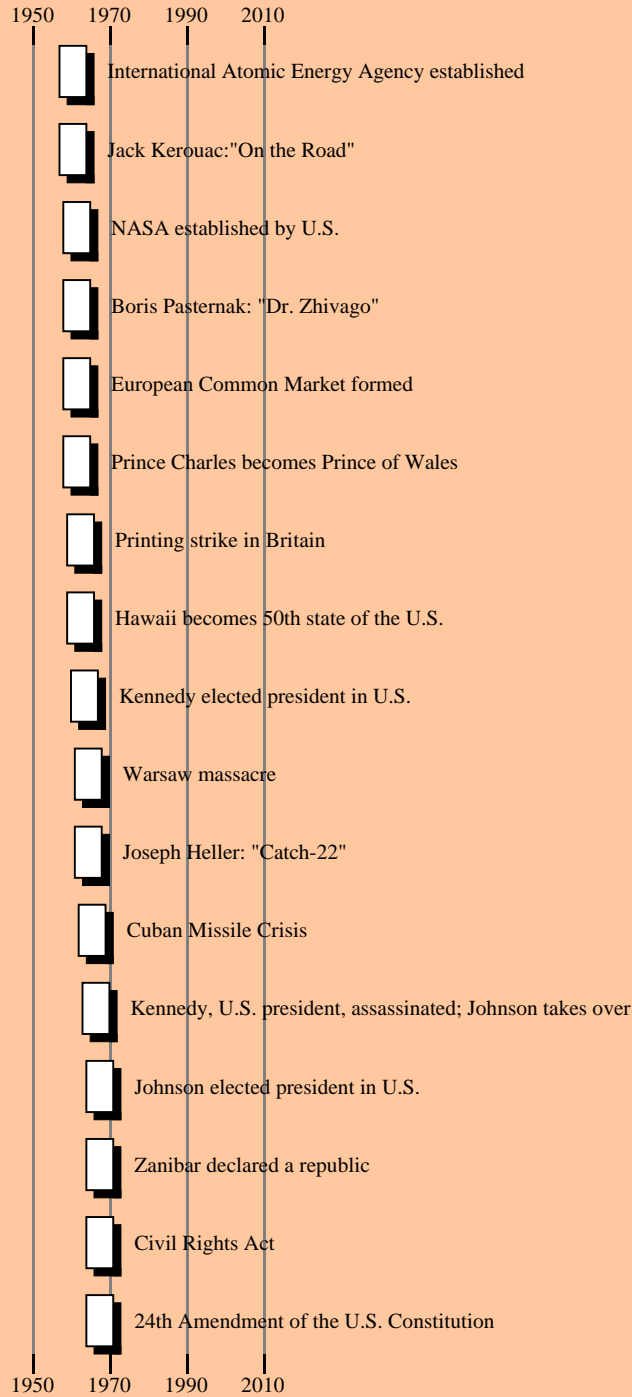 1950 1970 1990 2010
International Atomic Energy Agency established
Jack Kerouac:"On the Road"
NASA established by U.S.
Boris Pasternak: "Dr. Zhivago"
European Common Market formed
Prince Charles becomes Prince of Wales
Printing strike in Britain
Hawaii becomes 50th state of the U.S.
Kennedy elected president in U.S.
Warsaw massacre
Joseph Heller: "Catch-22"
Cuban Missile Crisis
Kennedy, U.S. president, assassinated; Johnson takes over
Johnson elected president in U.S.
Zanibar declared a republic
Civil Rights Act
24th Amendment of the U.S. Constitution
1950 1970 1990 2010